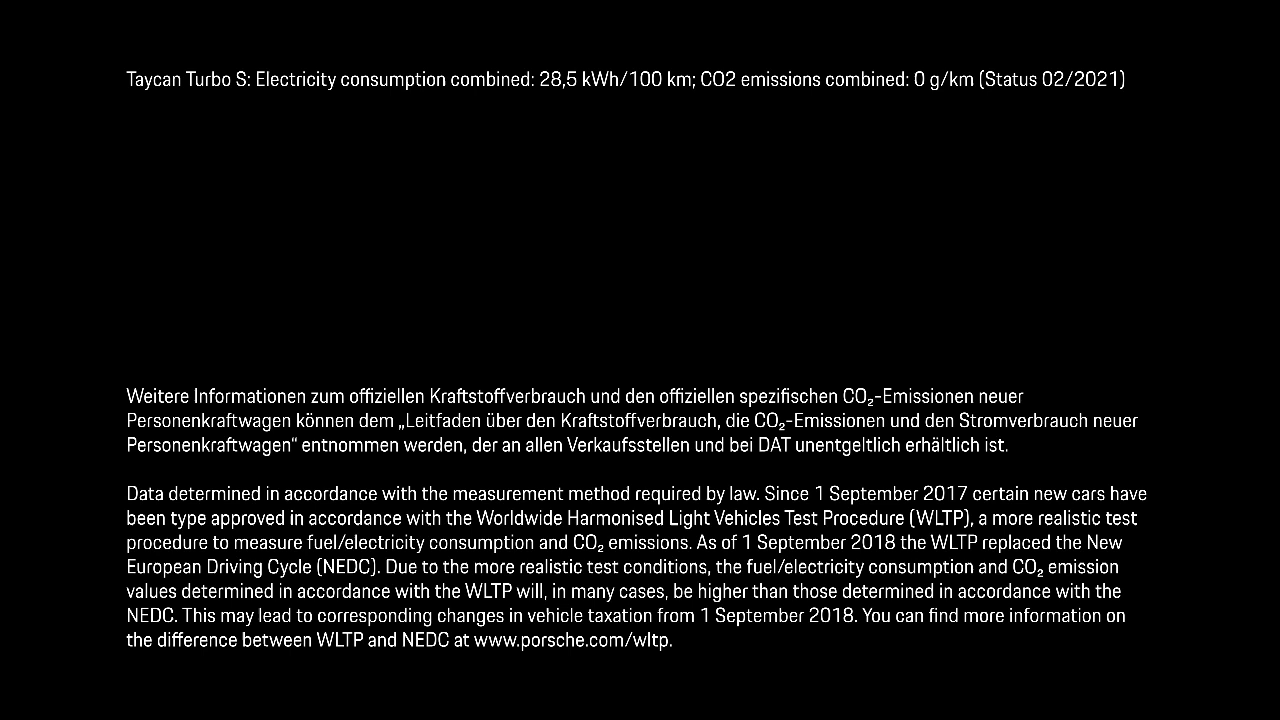 Taycan Turbo S: Electricity consumption combined: 28,5 kWh/100 km; CO2 emissions combined: 0 g/km (Status 02/2021)
Weitere Informationen zum offiziellen Kraftstoffverbrauch und den offiziellen spezifischen CO₂-Emissionen neuer
Personenkraftwagen können dem „Leitfaden über den Kraftstoffverbrauch, die CO₂-Emissionen und den Stromverbrauch neuer
Personenkraftwagen“ entnommen werden, der an allen Verkaufsstellen und bei DAT unentgeltlich erhältlich ist.
Data determined in accordance with the measurement method required by law. Since 1 September 2017 certain new cars have
been type approved in accordance with the Worldwide Harmonised Light Vehicles Test Procedure (WLTP), a more realistic test
procedure to measure fuel/electricity consumption and CO₂ emissions. As of 1 September 2018 the WLTP replaced the New
European Driving Cycle (NEDC). Due to the more realistic test conditions, the fuel/electricity consumption and CO₂ emission
values determined in accordance with the WLTP will, in many cases, be higher than those determined in accordance with the
NEDC. This may lead to corresponding changes in vehicle taxation from 1 September 2018. You can find more information on
the difference between WLTP and NEDC at www.porsche.com/wltp.